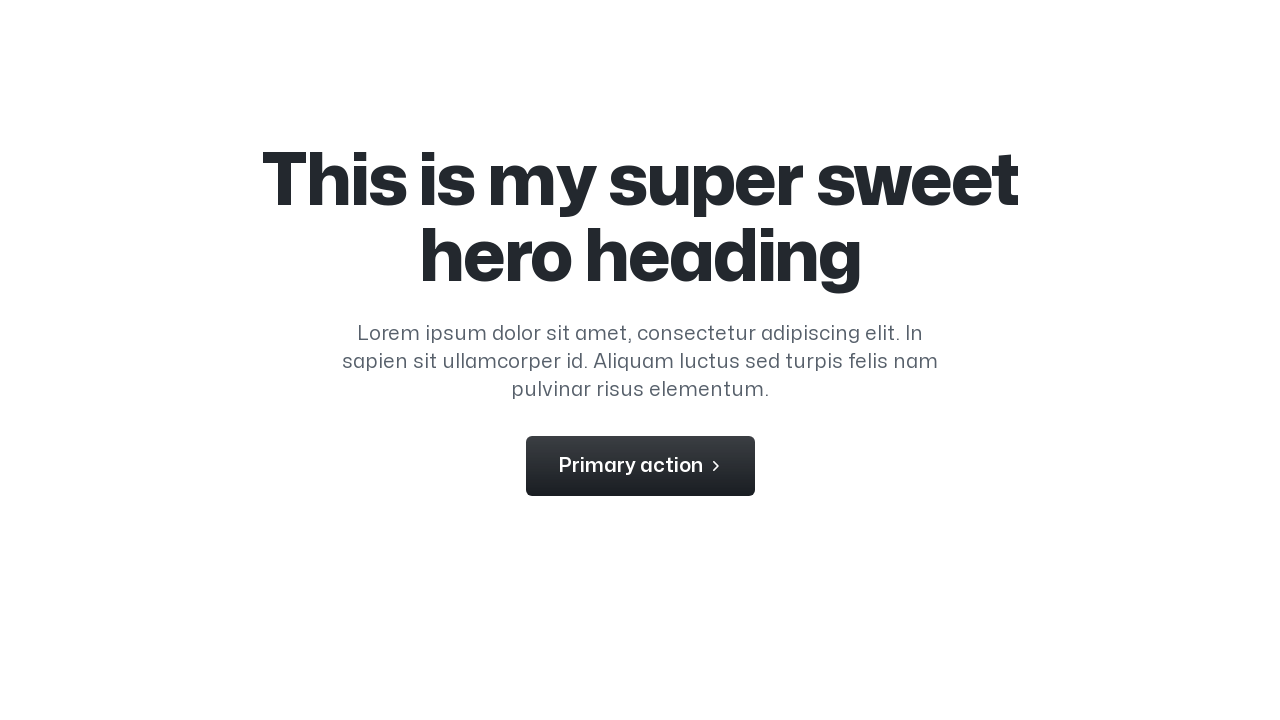 This is my super sweet
hero heading
Lorem ipsum dolor sit amet, consectetur adipiscing elit. In
sapien sit ullamcorper id. Aliquam luctus sed turpis felis nam
pulvinar risus elementum.
Primary action